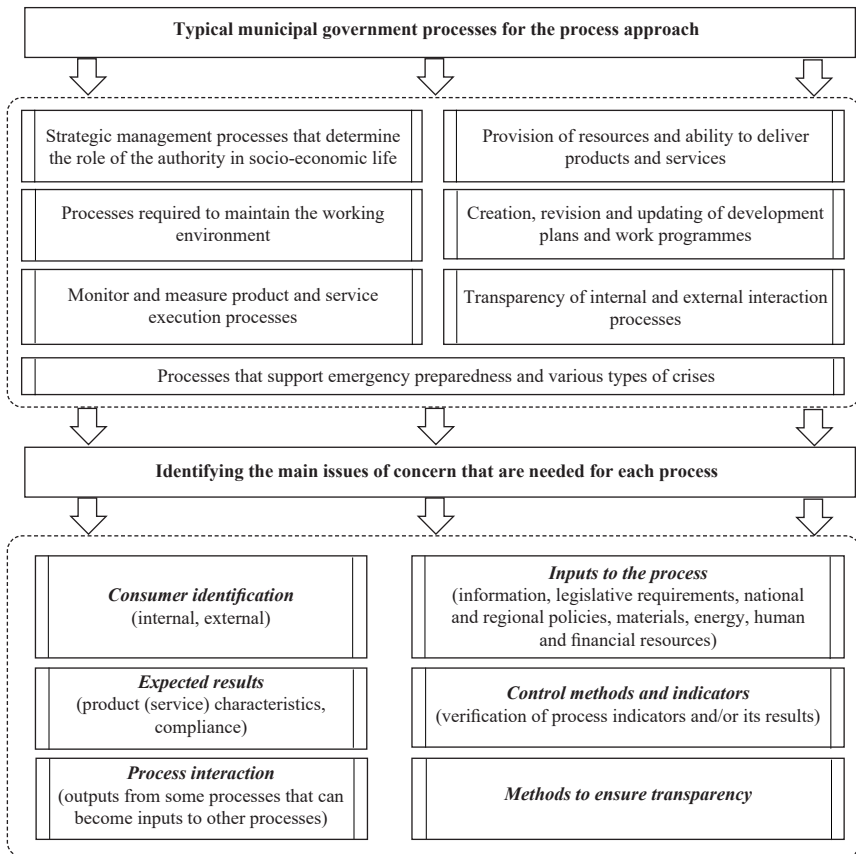 Typical municipal government processes for the process approach
Strategic management processes that determine
the role of the authority in socio-economic life
Provision of resources and ability to deliver
products and services
Processes required to maintain the working
environment
Creation, revision and updating of development
plans and work programmes
Monitor and measure product and service
execution processes
Transparency of internal and external interaction
processes
Processes that support emergency preparedness and various types of crises
Identifying the main issues of concern that are needed for each process
Consumer identification
(internal, external)
Inputs to the process
(information, legislative requirements, national
and regional policies, materials, energy, human
and financial resources)
Expected results
(product (service) characteristics,
compliance)
Control methods and indicators
(verification of process indicators and/or its results)
Process interaction
(outputs from some processes that can
become inputs to other processes)
Methods to ensure transparency